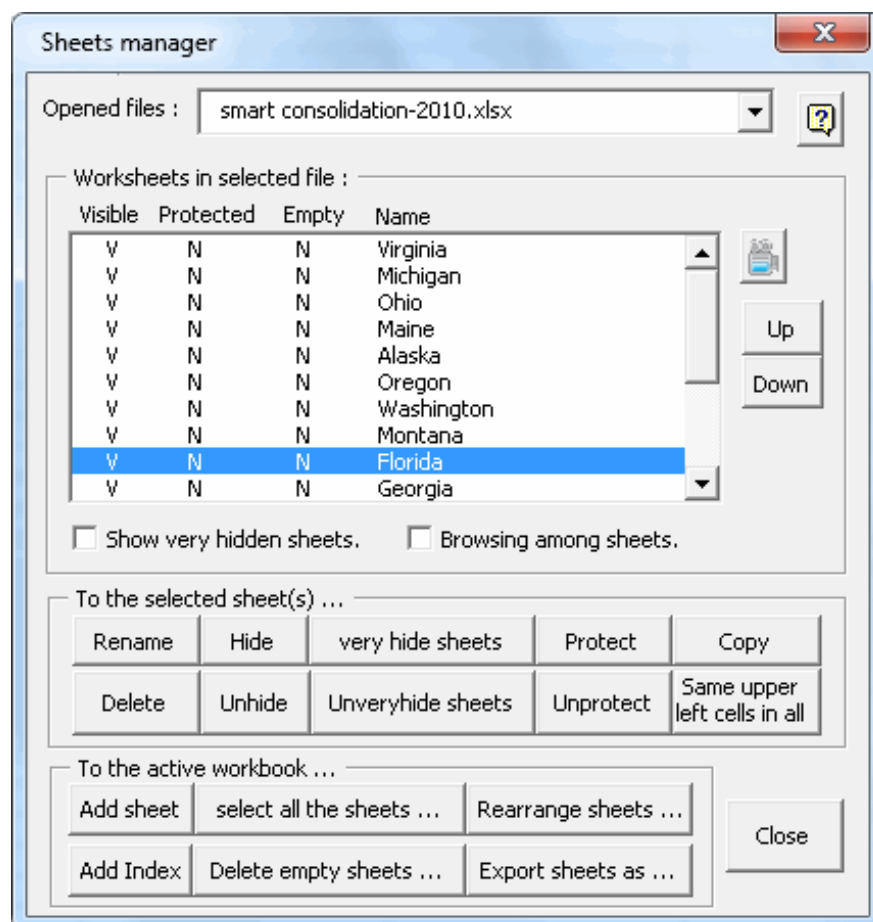 Sheets manager
Opened files :
smart consolidation-2010.xlsx
Worksheets in selected file :
Visible Protected Empty Name
V N N Virginia
V N N Michigan
V N N Ohio
V N N Maine
V N N Alaska
V N N Oregon
V N N Washington
V N N Montana
V N N Florida
V N N Georgia
Up
Down
Show very hidden sheets.
Browsing among sheets.
To the selected sheet(s) ...
Rename Hide very hide sheets Protect Copy
Delete Unhide Unveryhide sheets Unprotect Same upper
left cells in all
To the active workbook ...
Add sheet select all the sheets ... Rearrange sheets ...
Add Index Delete empty sheets ... Export sheets as ...
Close